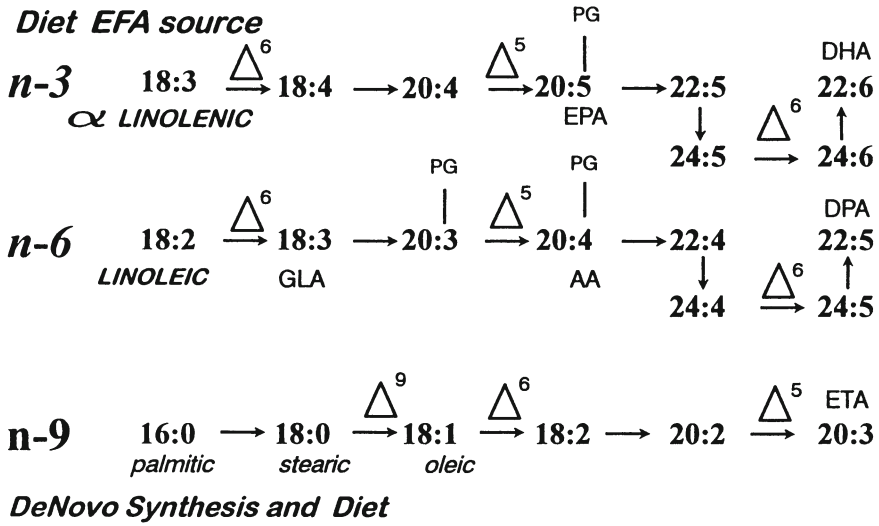 Diet EFA source
PG
n-3 18:3 Δ6 18:4 20:4 Δ5 20:5 22:5 DHA 22:6
α LINOLENIC EPA
24:5 Δ6 24:6
PG PG
n-6 18:2 Δ6 18:3 20:3 Δ5 20:4 22:4 DPA 22:5
LINOLEIC GLA AA
24:4 Δ6 24:5
n-9 16:0 18:0 Δ9 18:1 Δ6 18:2 20:2 Δ5 ETA 20:3
palmitic stearic oleic
DeNovo Synthesis and Diet